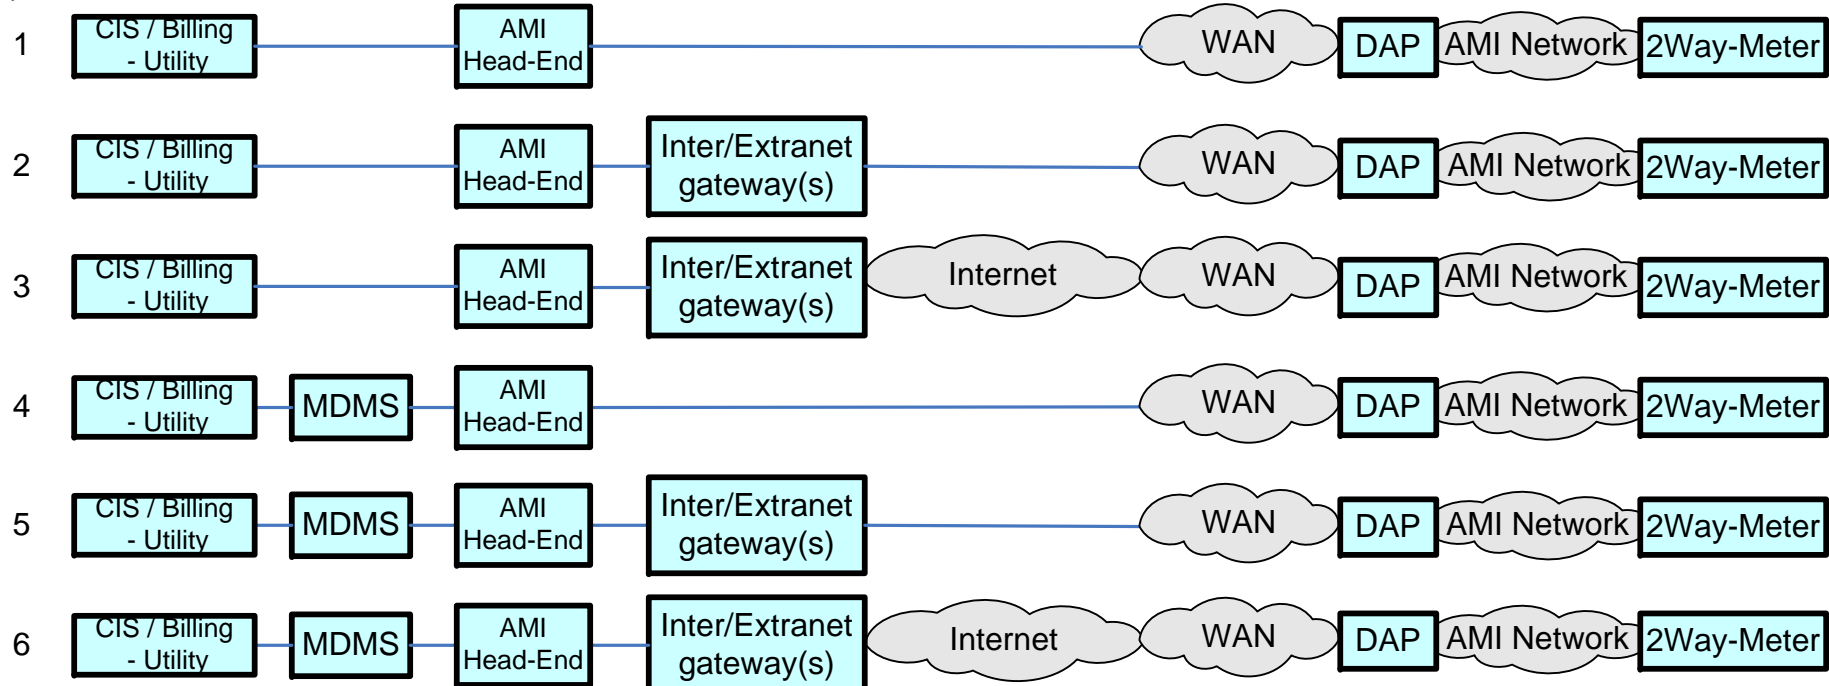 1
CIS / Billing
- Utility
AMI
Head-End
WAN
DAP
AMI Network
2Way-Meter
2
CIS / Billing
- Utility
AMI
Head-End
Inter/Extranet
gateway(s)
WAN
DAP
AMI Network
2Way-Meter
3
CIS / Billing
- Utility
AMI
Head-End
Inter/Extranet
gateway(s)
Internet
WAN
DAP
AMI Network
2Way-Meter
4
CIS / Billing
- Utility
MDMS
AMI
Head-End
WAN
DAP
AMI Network
2Way-Meter
5
CIS / Billing
- Utility
MDMS
AMI
Head-End
Inter/Extranet
gateway(s)
WAN
DAP
AMI Network
2Way-Meter
6
CIS / Billing
- Utility
MDMS
AMI
Head-End
Inter/Extranet
gateway(s)
Internet
WAN
DAP
AMI Network
2Way-Meter